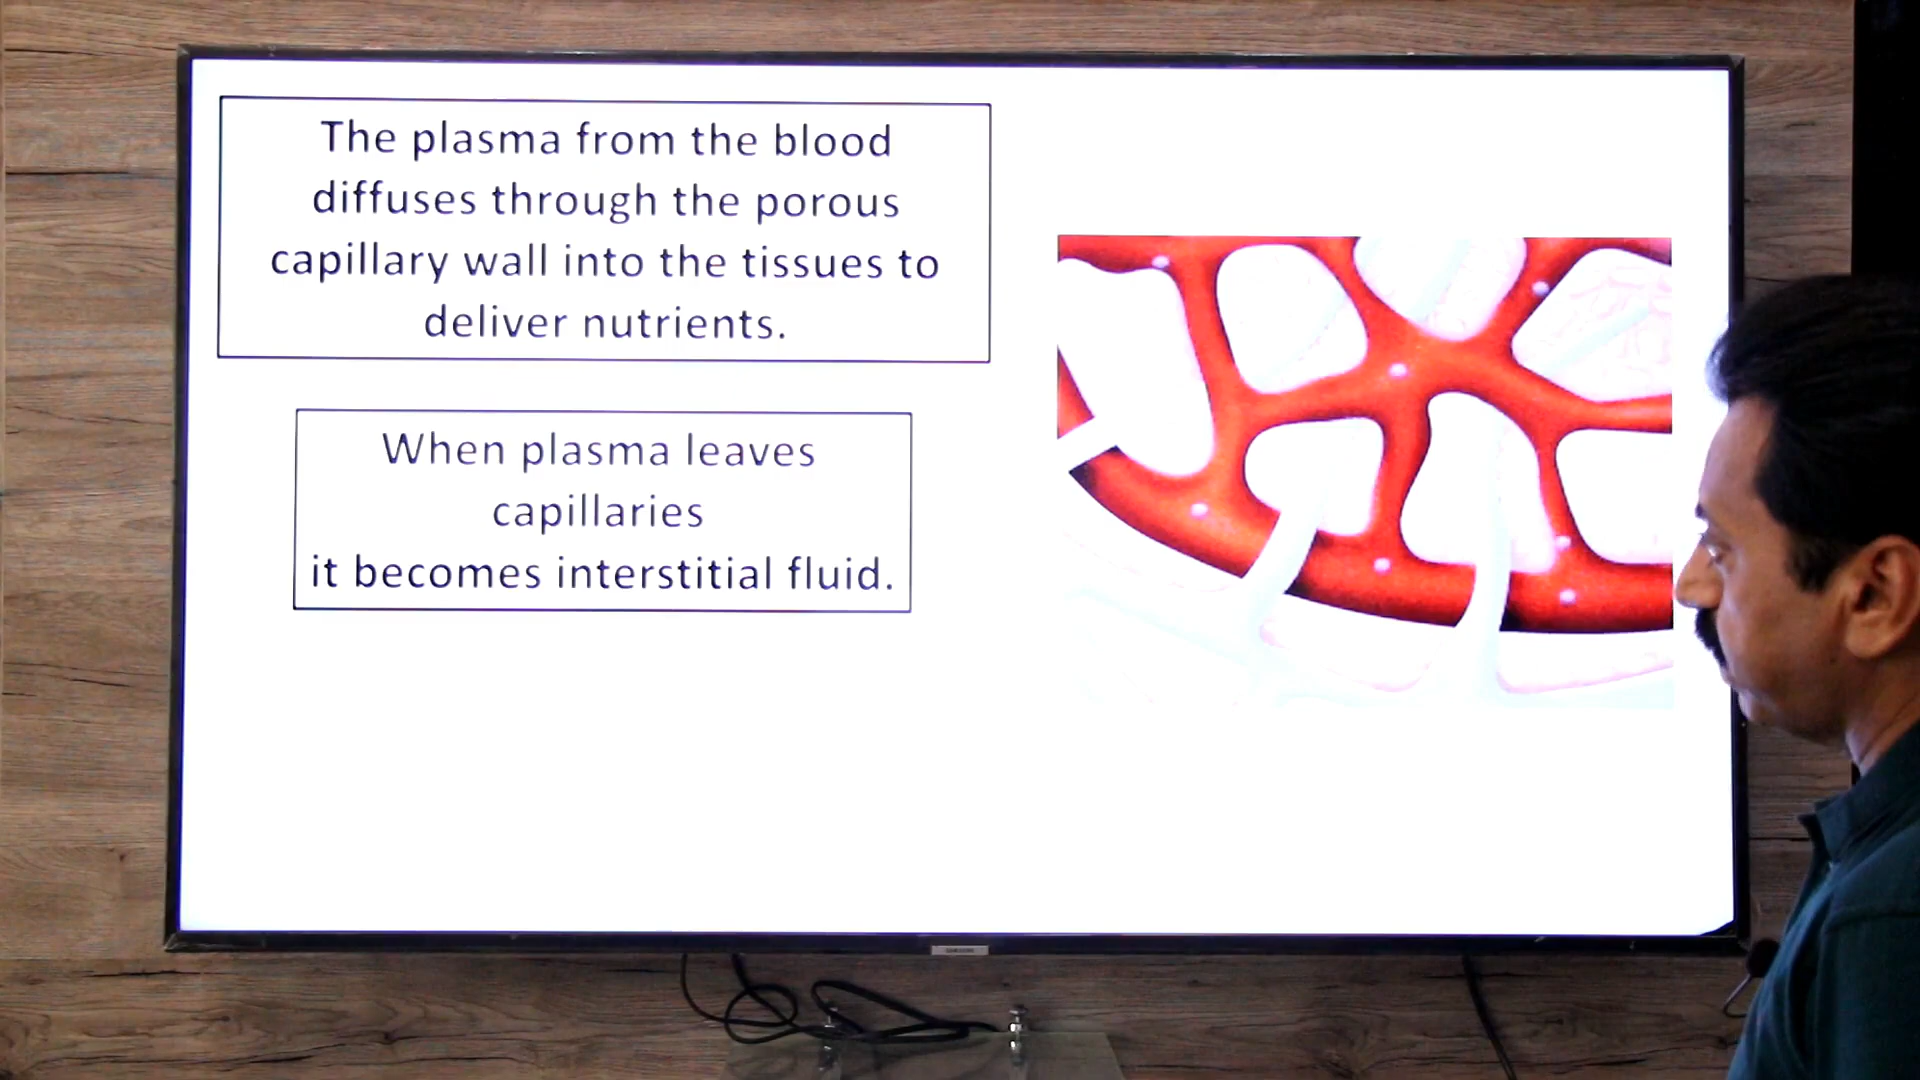 The plasma from the blood
diffuses through the porous
capillary wall into the tissues to
deliver nutrients.
When plasma leaves
capillaries
it becomes interstitial fluid.
SAMSUNG